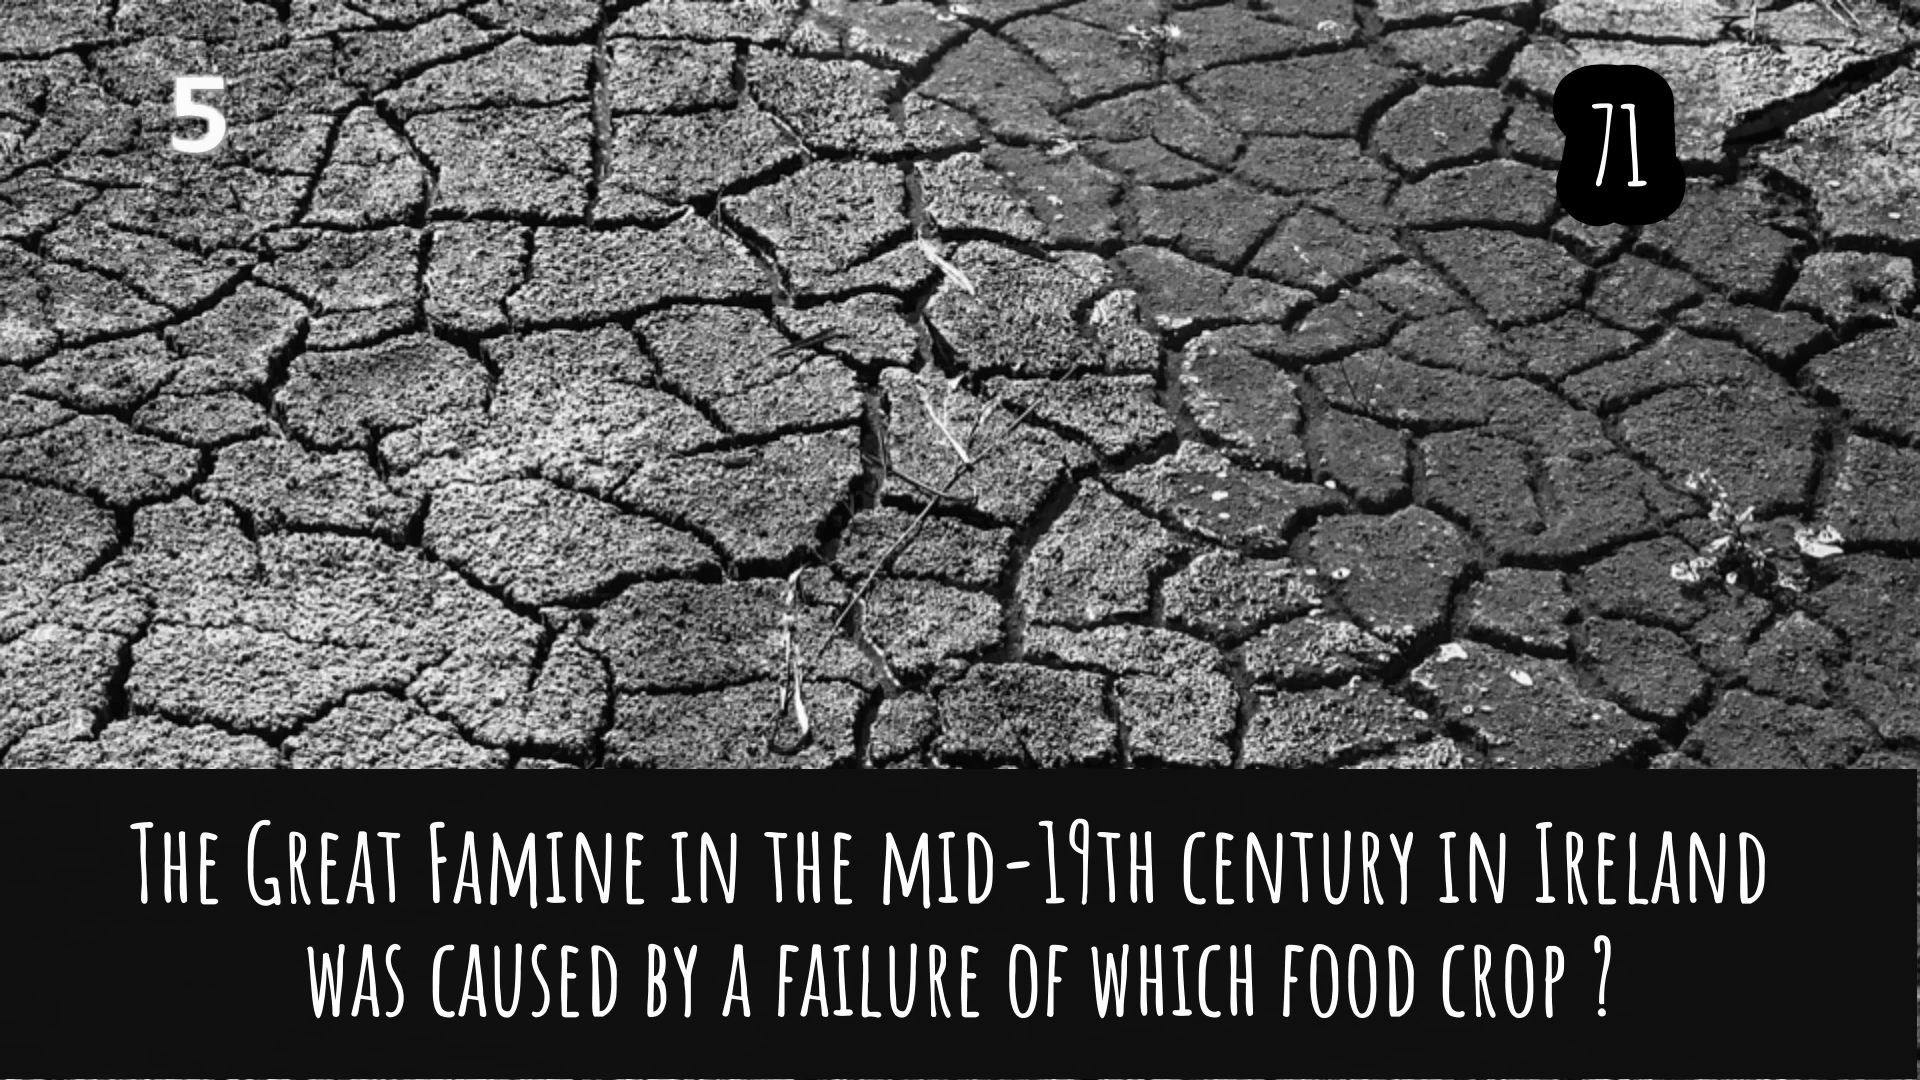 5
71
The Great Famine in the mid-19th century in Ireland
was caused by a failure of which food crop ?